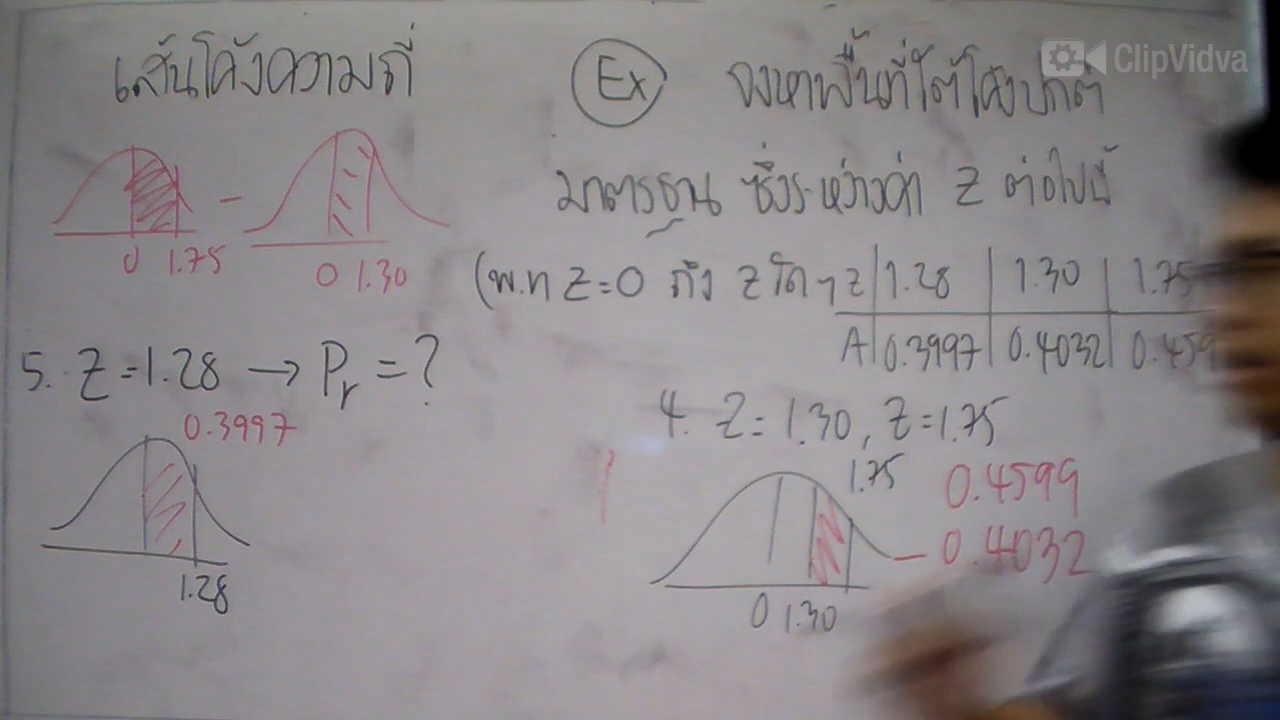 เส้นโค้งความถี่
0 1.75
–
0 1.30
5. Z = 1.28 → Pr = ?
0.3997
1.28
Ex จงหาพื้นที่ใต้โค้งปกติ
มาตรฐาน ซึ่งระหว่างค่า Z ต่อไปนี้
(พ.ท Z=0 ถึง Z ใดๆ
Z 1.28 1.30 1.75
A 0.3997 0.4032
4. Z = 1.30, Z = 1.75
1.75
0 1.30
0.4599
– 0.4032
ClipVidva